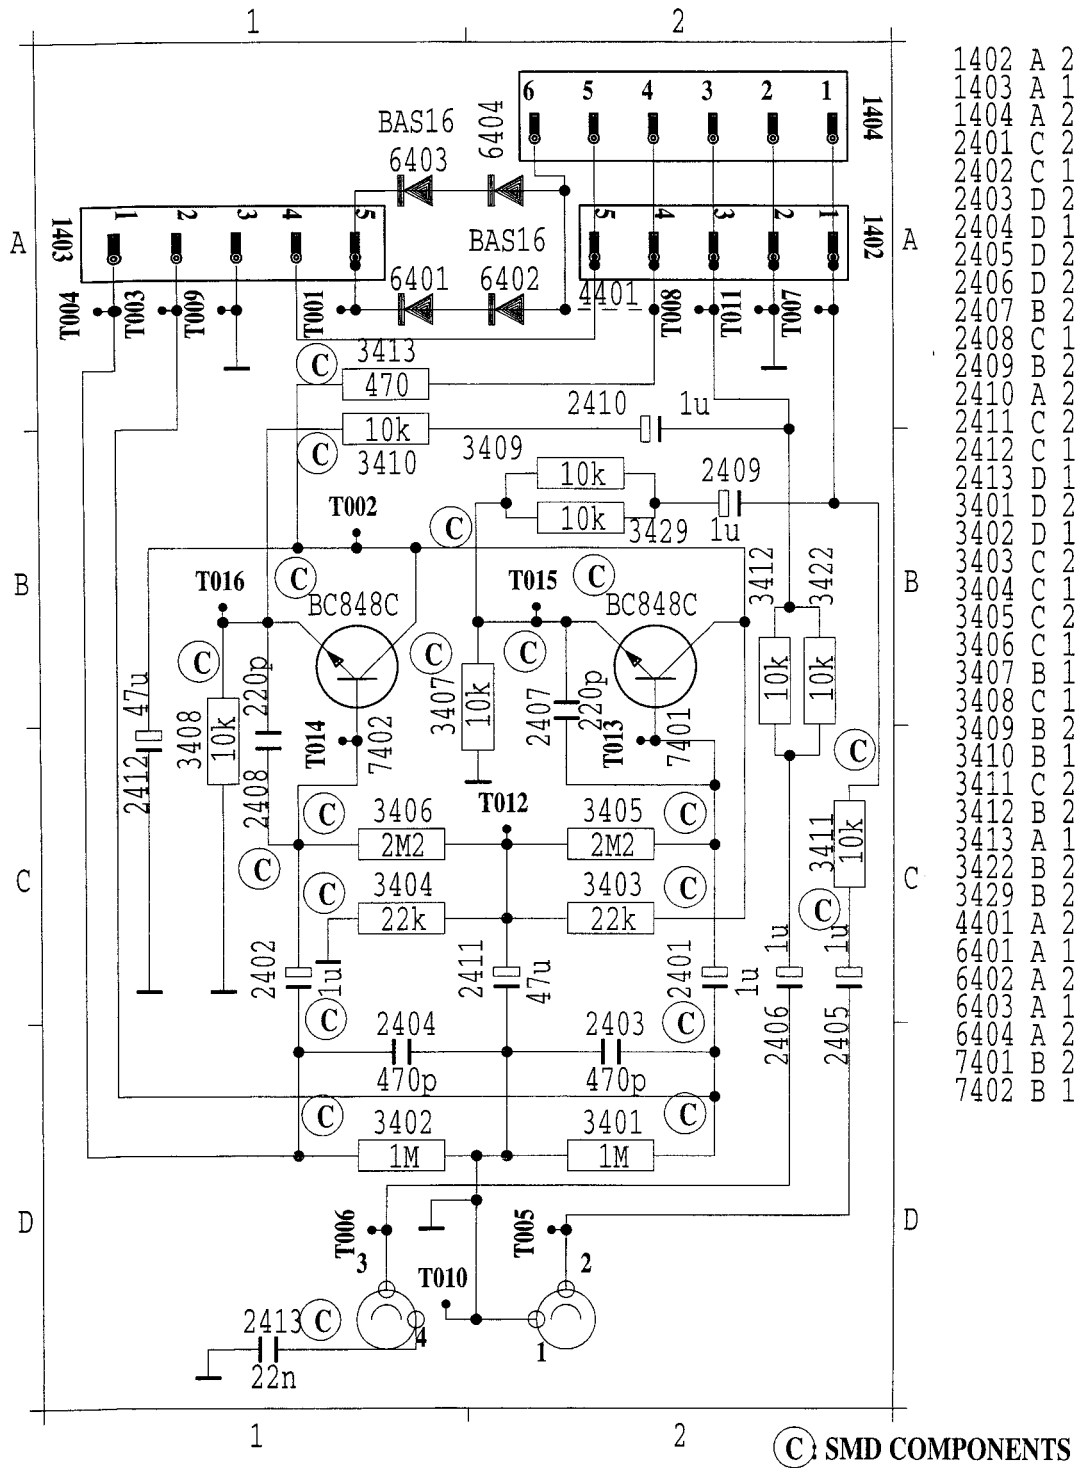 1 2
6 5 4 3 2 1
1404
BAS16
6404
6403
1 2 3 4 5
1403
5 4 3 2 1
1402
A A
BAS16
6401 6402
4401
T004 T003 T009 T001 T008 T011 T007
C 3413
470
2410 1u
10k
C 3410
3409
10k
2409
10k
3429
1u
T002
C
3412 3422
B B
T016
C
BC848C
T015
C
BC848C
C
C
C
47u
2412
3408
10k
220p
2408
T014
7402
3407
10k
2407
220p
T013
7401
10k 10k
C
T012
C 3406
2M2
3405 C
2M2
3411
10k
C C
C
C 3404
22k
3403 C
22k
C
2402
1u
2411
47u
2401
1u
1u
2406
1u
2405
C
2404
470p
2403
470p
C
C 3402
1M
3401
1M
C
D D
T006
3
T005
2
T010
2413 C
22n
4
1
1 2
C: SMD COMPONENTS
1402 A 2
1403 A 1
1404 A 2
2401 C 2
2402 C 1
2403 D 2
2404 D 1
2405 D 2
2406 D 2
2407 B 2
2408 C 1
2409 B 2
2410 A 2
2411 C 2
2412 C 1
2413 D 1
3401 D 2
3402 D 1
3403 C 2
3404 C 1
3405 C 2
3406 C 1
3407 B 1
3408 C 1
3409 B 2
3410 B 1
3411 C 2
3412 B 2
3413 A 1
3422 B 2
3429 B 2
4401 A 2
6401 A 1
6402 A 2
6403 A 1
6404 A 2
7401 B 2
7402 B 1